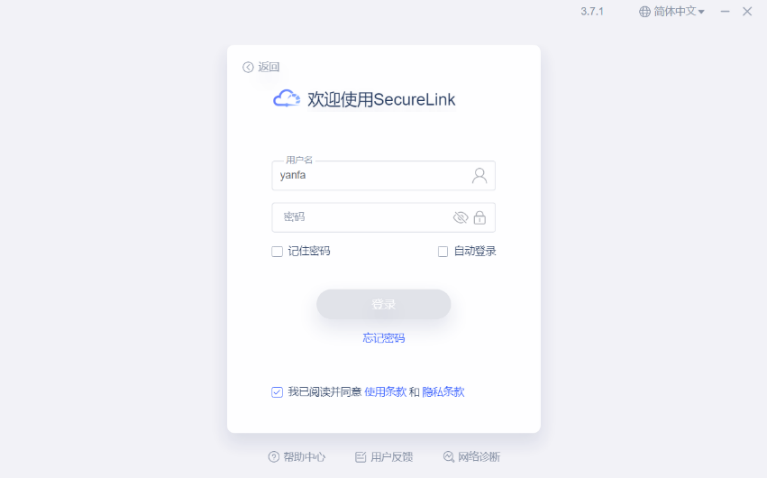 3.7.1 简体中文
返回
欢迎使用SecureLink
用户名
yanfa
密码
记住密码 自动登录
登录
忘记密码
我已阅读并同意 使用条款 和 隐私条款
帮助中心 用户反馈 网络诊断